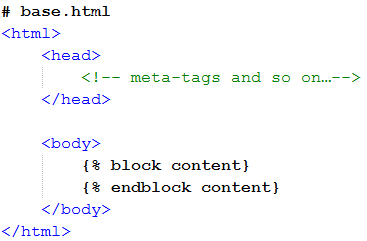 # base.html
<html>
<head>
<!-- meta-tags and so on…-->
</head>
<body>
{% block content}
{% endblock content}
</body>
</html>